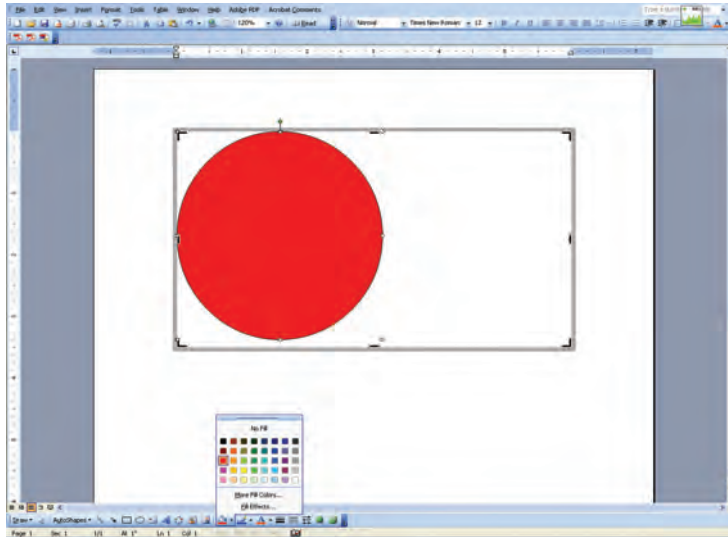 File Edit View Insert Format Tools Table Window Help Adobe PDF Acrobat Comments
120% Read Normal Times New Roman 12 B I U
No Fill
More Fill Colors...
Fill Effects...
Draw AutoShapes
Page 1 Sec 1 1/1 At 1" Ln 1 Col 1